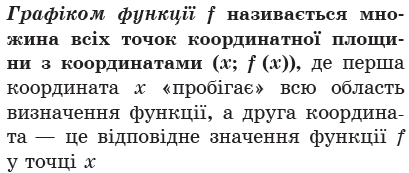 Графіком функції f називається мно-
жина всіх точок координатної площи-
ни з координатами (x; f (x)), де перша
координата x «пробігає» всю область
визначення функції, а друга координа-
та — це відповідне значення функції f
у точці x